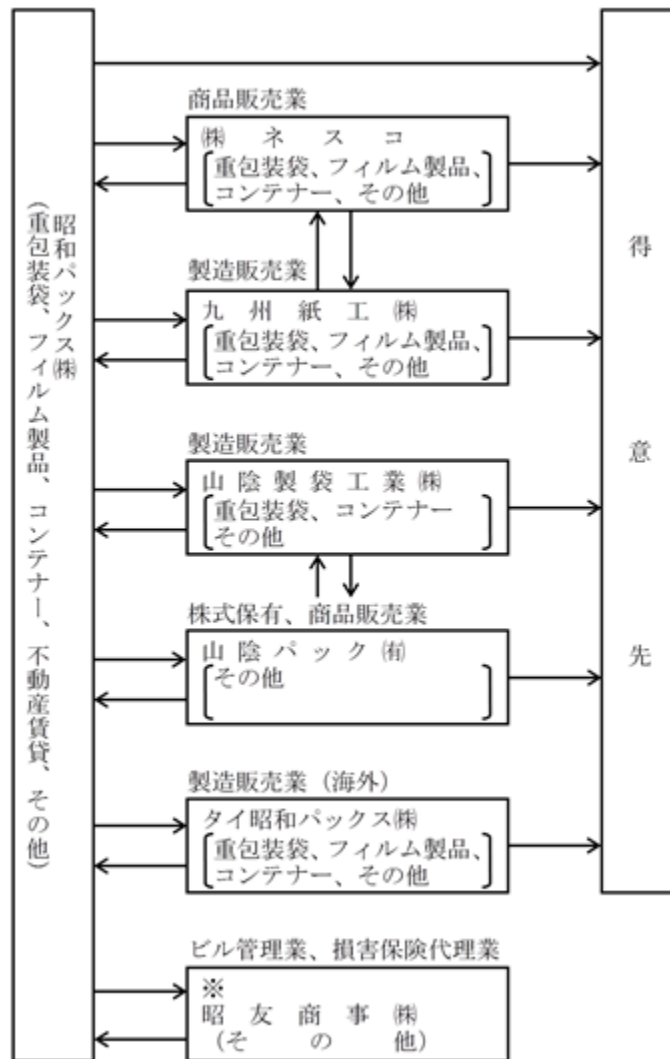 昭和パックス㈱
(重包装袋、フィルム製品、コンテナー、不動産賃貸、その他)
商品販売業
㈱ネスコ
重包装袋、フィルム製品、
コンテナー、その他
製造販売業
九州紙工㈱
重包装袋、フィルム製品、
コンテナー、その他
製造販売業
山陰製袋工業㈱
重包装袋、コンテナー
その他
株式保有、商品販売業
山陰パック㈲
その他
製造販売業(海外)
タイ昭和パックス㈱
重包装袋、フィルム製品、
コンテナー、その他
ビル管理業、損害保険代理業
※
昭友商事㈱
(その他)
得意先